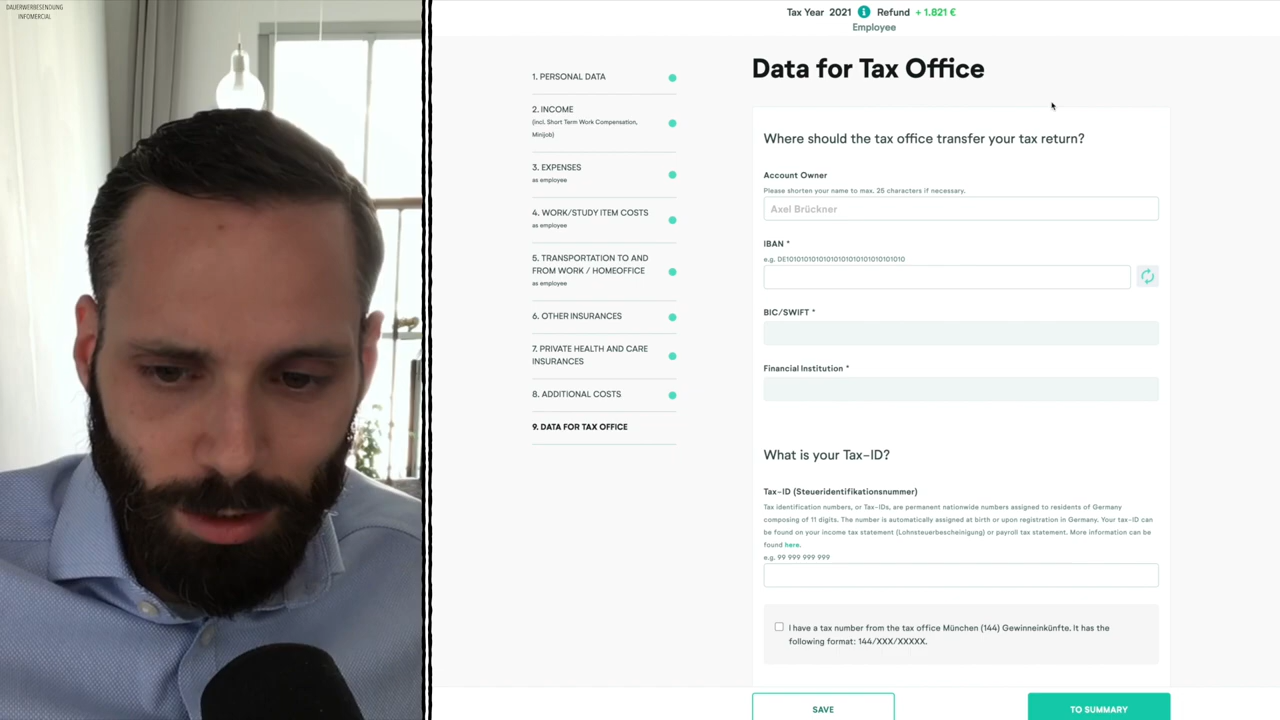 DAUERWERBESENDUNG
INFOMERCIAL
Tax Year 2021 i Refund + 1.821 €
Employee
1. PERSONAL DATA
2. INCOME
(incl. Short Term Work Compensation,
Minijob)
3. EXPENSES
as employee
4. WORK/STUDY ITEM COSTS
as employee
5. TRANSPORTATION TO AND
FROM WORK / HOMEOFFICE
as employee
6. OTHER INSURANCES
7. PRIVATE HEALTH AND CARE
INSURANCES
8. ADDITIONAL COSTS
9. DATA FOR TAX OFFICE
Data for Tax Office
Where should the tax office transfer your tax return?
Account Owner
Please shorten your name to max. 25 characters if necessary.
Axel Brückner
IBAN *
e.g. DE10101010101010101010101010101010
BIC/SWIFT *
Financial Institution *
What is your Tax-ID?
Tax-ID (Steueridentifikationsnummer)
Tax identification numbers, or Tax-IDs, are permanent nationwide numbers assigned to residents of Germany
composing of 11 digits. The number is automatically assigned at birth or upon registration in Germany. Your tax-ID can
be found on your income tax statement (Lohnsteuerbescheinigung) or payroll tax statement. More information can be
found here.
e.g. 99 999 999 999
I have a tax number from the tax office München (144) Gewinneinkünfte. It has the
following format: 144/XXX/XXXXX.
SAVE
TO SUMMARY